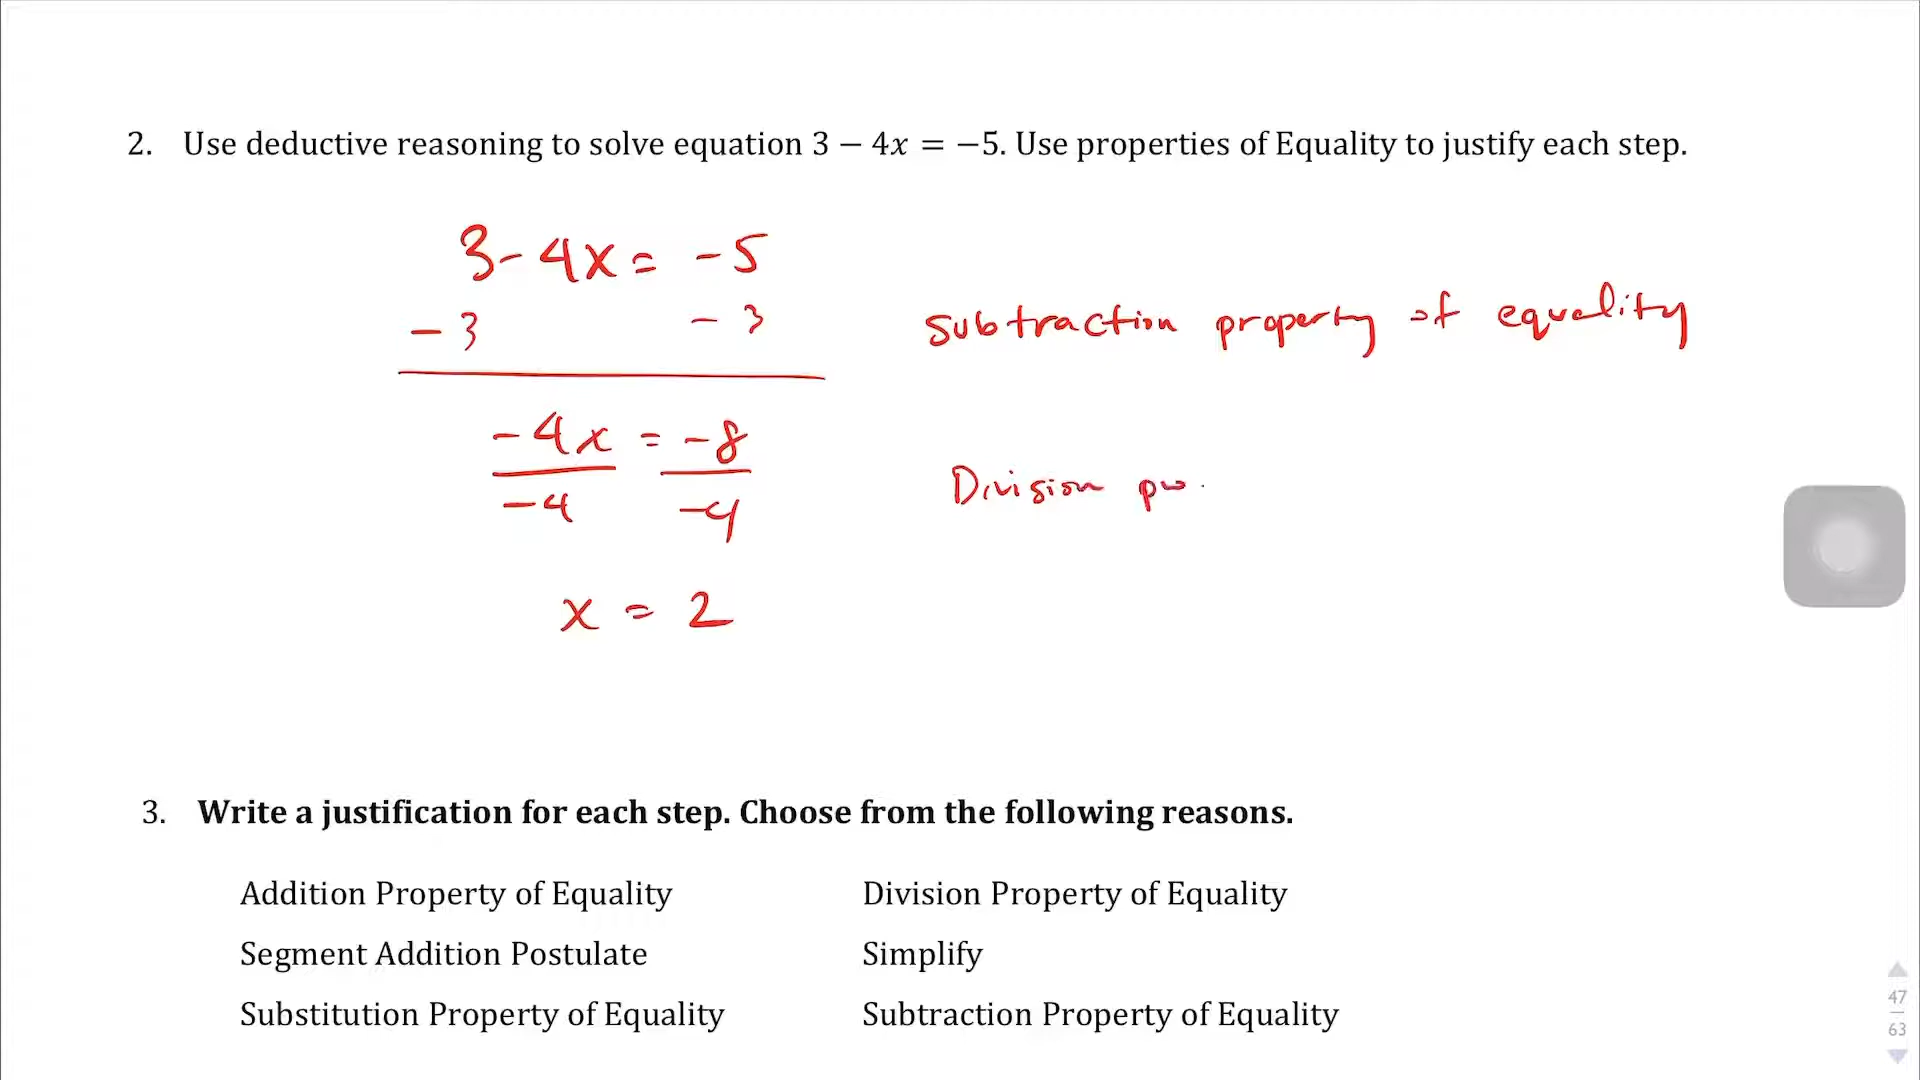 2. Use deductive reasoning to solve equation 3 − 4x = −5. Use properties of Equality to justify each step.
3 - 4x = -5
- 3 - 3 subtraction property of equality
-4x = -8
-4 -4 Division
x = 2
3. Write a justification for each step. Choose from the following reasons.
Addition Property of Equality Division Property of Equality
Segment Addition Postulate Simplify
Substitution Property of Equality Subtraction Property of Equality
47
63